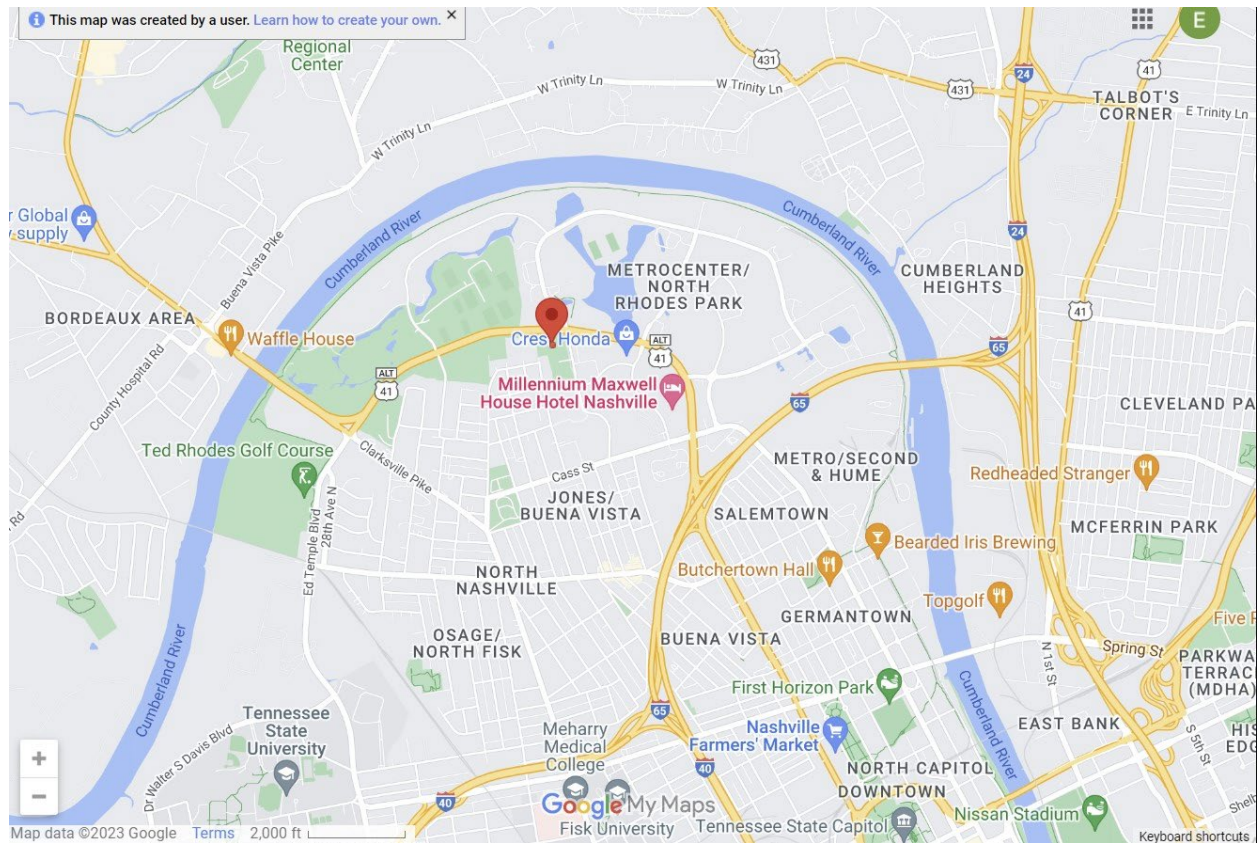 This map was created by a user. Learn how to create your own. ×
E
Regional
Center
431
24
41
431
W Trinity Ln
TALBOT'S
CORNER
E Trinity Ln
W Trinity Ln
Global
supply
Buena Vista Pike
Cumberland River
Cumberland River
24
METROCENTER/
NORTH
RHODES PARK
CUMBERLAND
HEIGHTS
BORDEAUX AREA
41
Waffle House
Crest Honda
ALT
41
65
County Hospital Rd
ALT
41
Millennium Maxwell
House Hotel Nashville
65
CLEVELAND PA
Ted Rhodes Golf Course
Clarksville Pike
Cass St
METRO/SECOND
& HUME
Redheaded Stranger
JONES/
BUENA VISTA
SALEMTOWN
MCFERRIN PARK
Rd
Ed Temple Blvd
28th Ave N
Bearded Iris Brewing
NORTH
NASHVILLE
Butchertown Hall
Topgolf
GERMANTOWN
OSAGE/
NORTH FISK
BUENA VISTA
N 1st St
Spring St
Five
Cumberland River
PARKWA
TERRAC
(MDHA)
First Horizon Park
Cumberland River
65
Tennessee
State
University
Meharry
Medical
College
Nashville
Farmers' Market
EAST BANK
S 5th St
HIS
EDG
Dr Walter S Davis Blvd
40
NORTH CAPITOL
DOWNTOWN
40
Google My Maps
Fisk University
Tennessee State Capitol
Nissan Stadium
Shelb
+
−
Map data ©2023 Google Terms 2,000 ft
Keyboard shortcuts